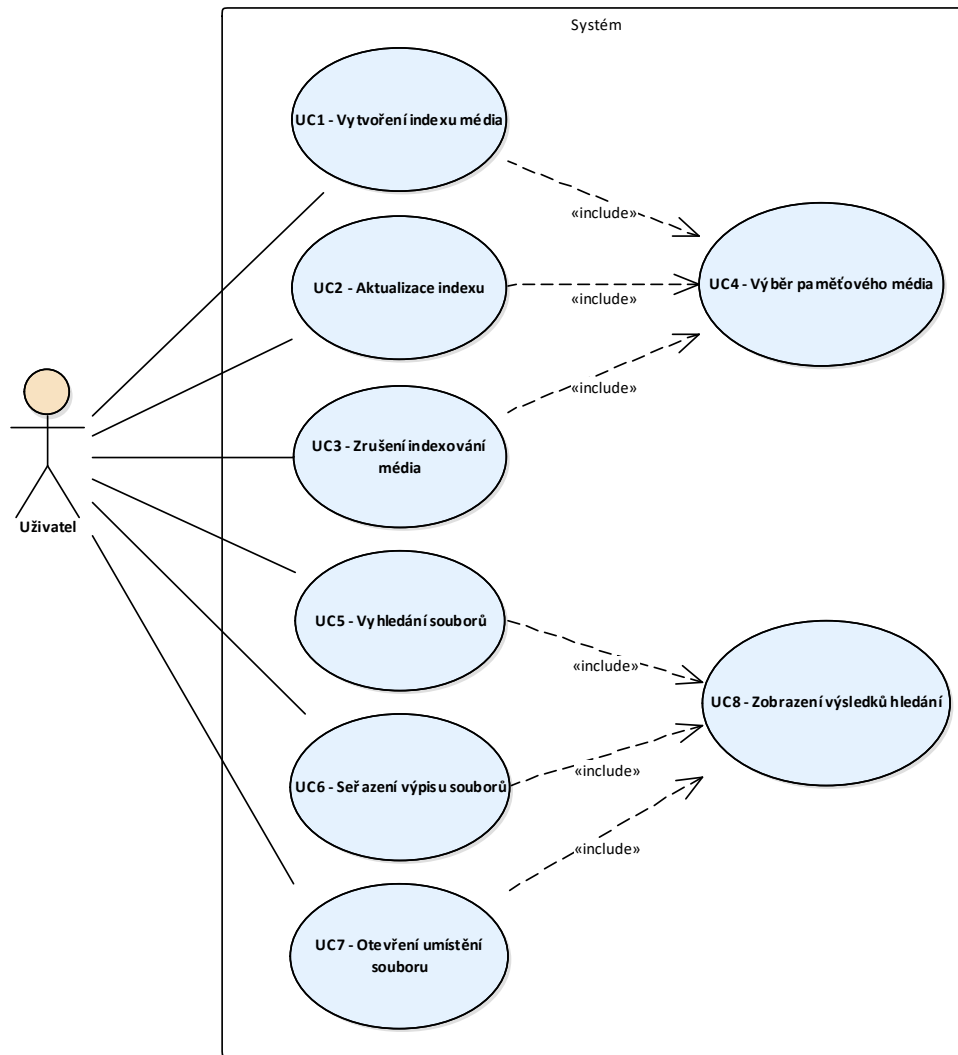 Systém
UC1 - Vytvoření indexu média
«include»
UC2 - Aktualizace indexu
UC4 - Výběr paměťového média
«include»
«include»
UC3 - Zrušení indexování
média
Uživatel
UC5 - Vyhledání souborů
«include»
UC8 - Zobrazení výsledků hledání
UC6 - Seřazení výpisu souborů
«include»
«include»
UC7 - Otevření umístění
souboru